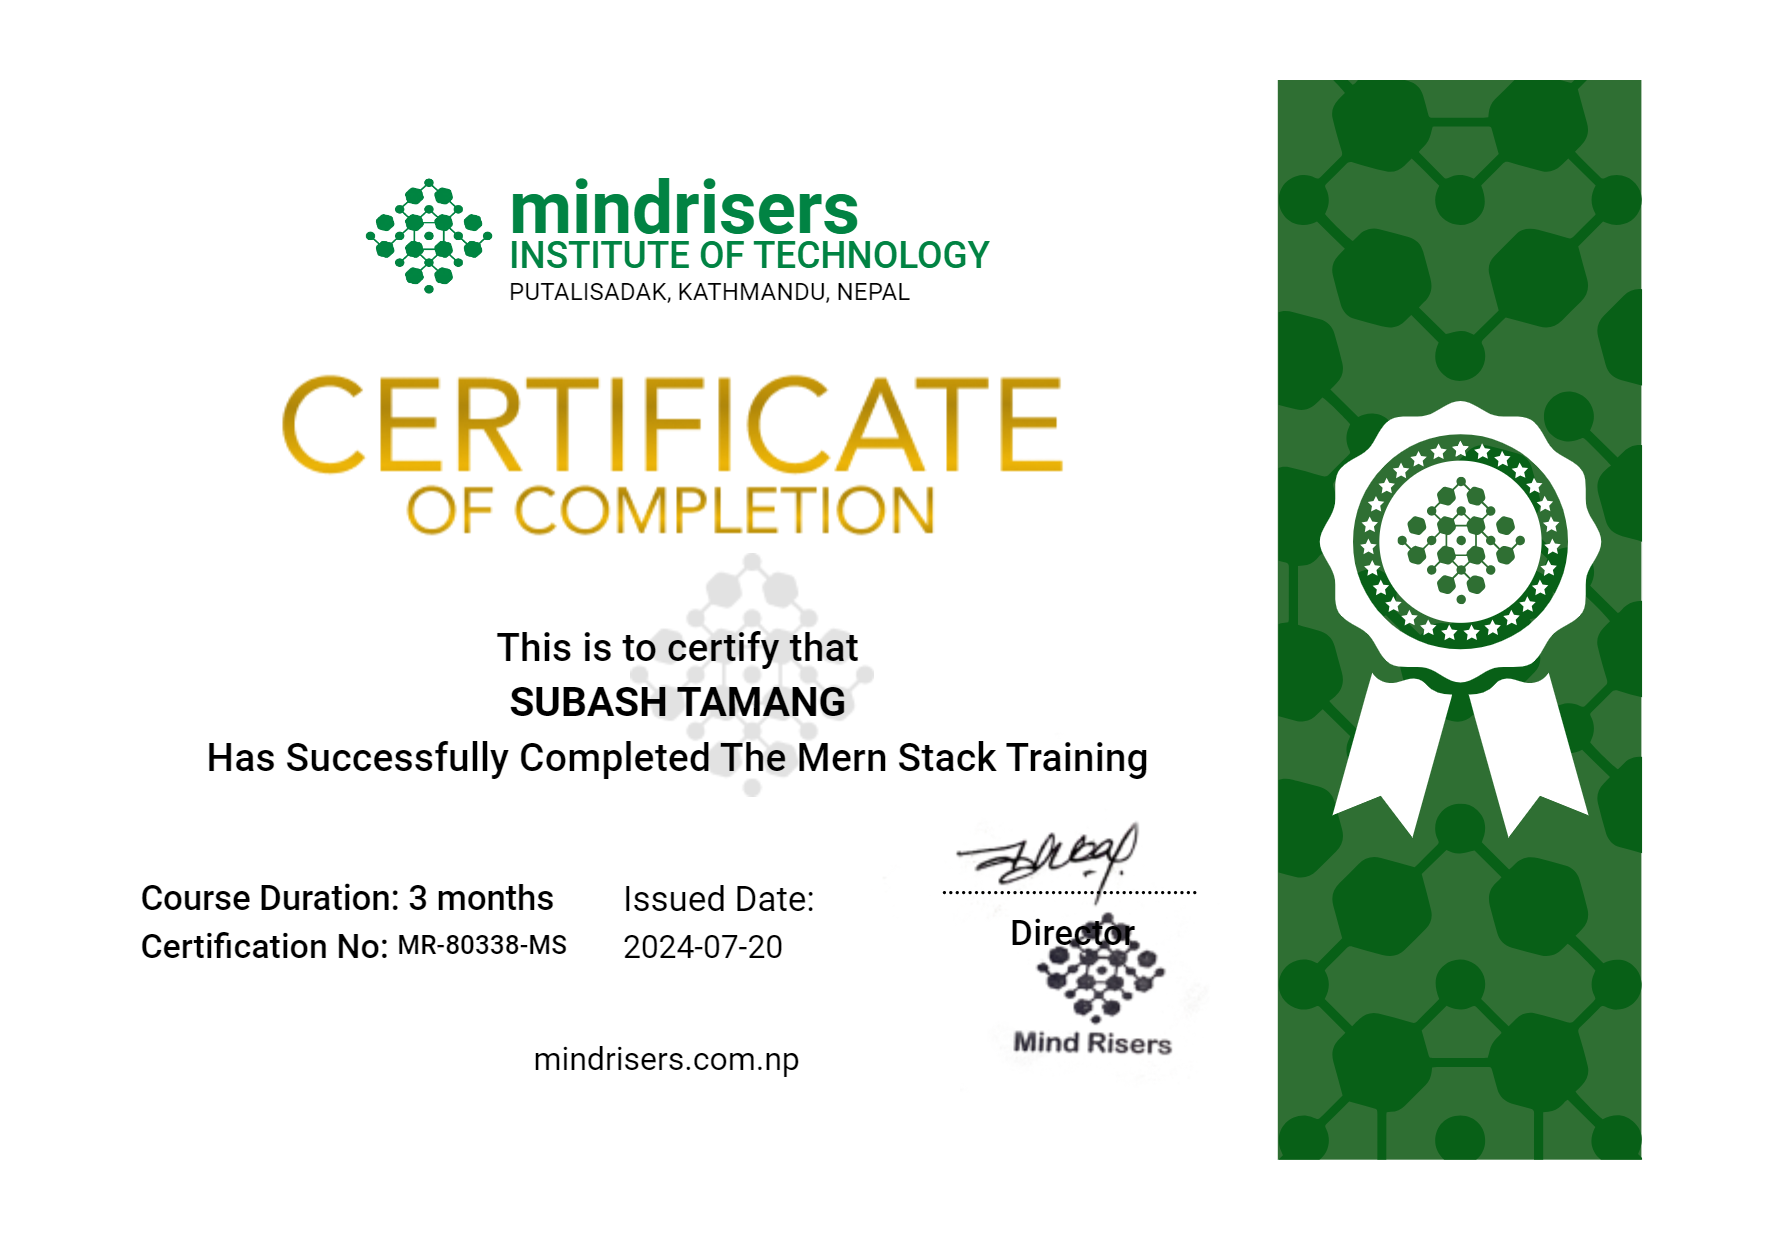 mindrisers
INSTITUTE OF TECHNOLOGY
PUTALISADAK, KATHMANDU, NEPAL
CERTIFICATE
OF COMPLETION
This is to certify that
SUBASH TAMANG
Has Successfully Completed The Mern Stack Training
Course Duration: 3 months
Certification No: MR-80338-MS
Issued Date:
2024-07-20
Director
Mind Risers
mindrisers.com.np